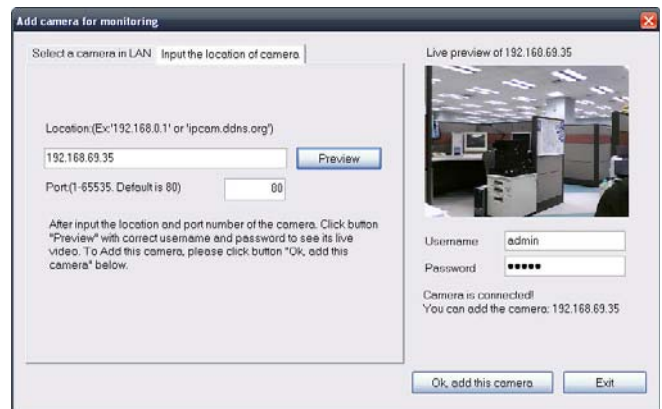 Add camera for monitoring
Select a camera in LAN
Input the location of camera
Location:(Ex:'192.168.0.1' or 'ipcam.ddns.org')
192.168.69.35
Preview
Port:(1-65535. Default is 80)
80
After input the location and port number of the camera. Click button
"Preview" with correct username and password to see its live
video. To Add this camera, please click button "Ok, add this
camera" below.
Live preview of 192.168.69.35
Username
admin
Password
●●●●●
Camera is connected!
You can add the camera: 192.168.69.35
Ok, add this camera
Exit